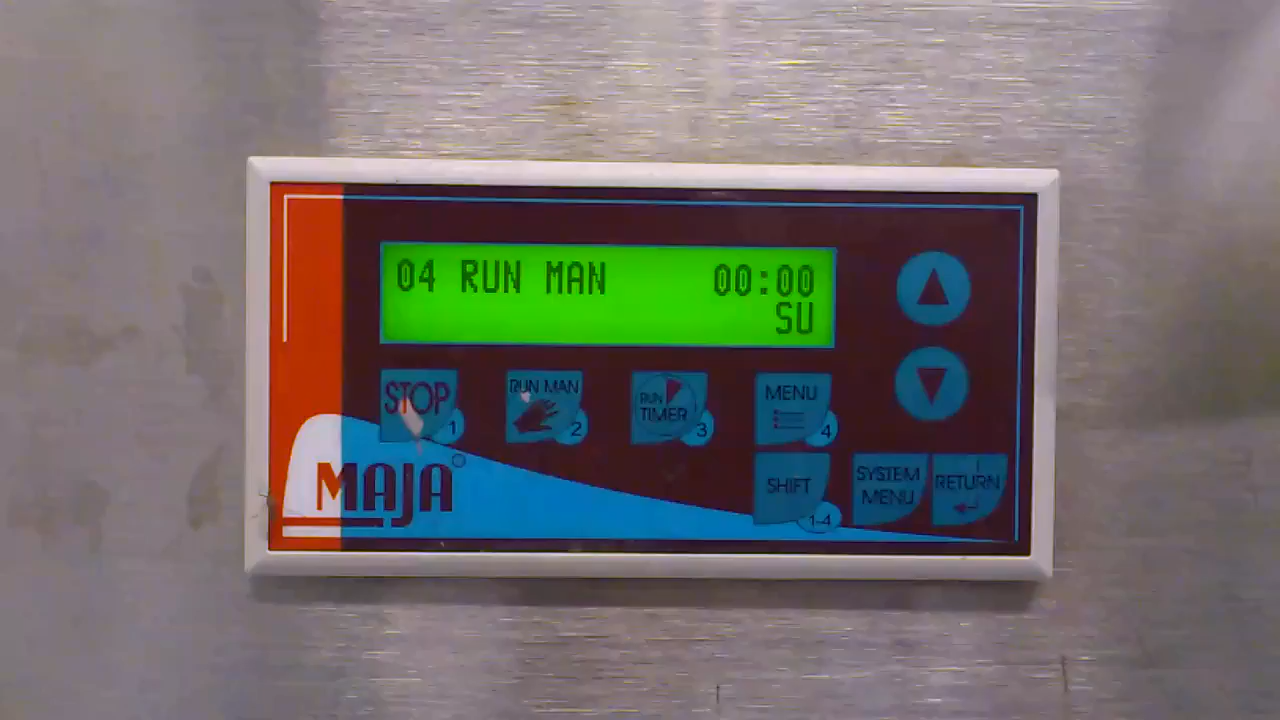 04 RUN MAN 00:00
SU
STOP 1
RUN MAN 2
RUN TIMER 3
MENU 4
SHIFT 1-4
SYSTEM MENU
RETURN
MAJA